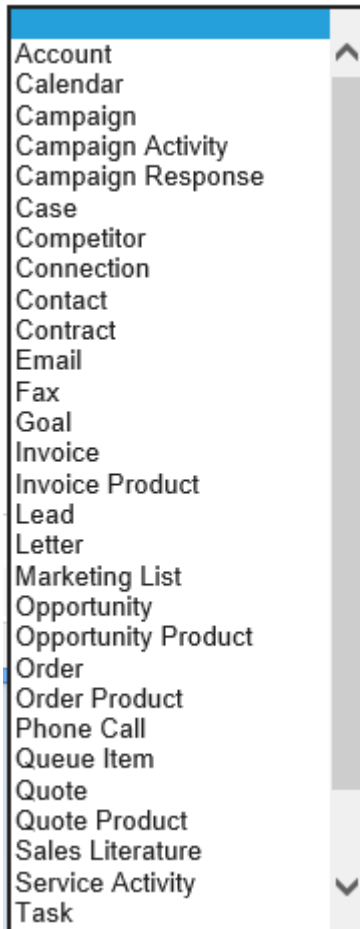 Account
Calendar
Campaign
Campaign Activity
Campaign Response
Case
Competitor
Connection
Contact
Contract
Email
Fax
Goal
Invoice
Invoice Product
Lead
Letter
Marketing List
Opportunity
Opportunity Product
Order
Order Product
Phone Call
Queue Item
Quote
Quote Product
Sales Literature
Service Activity
Task